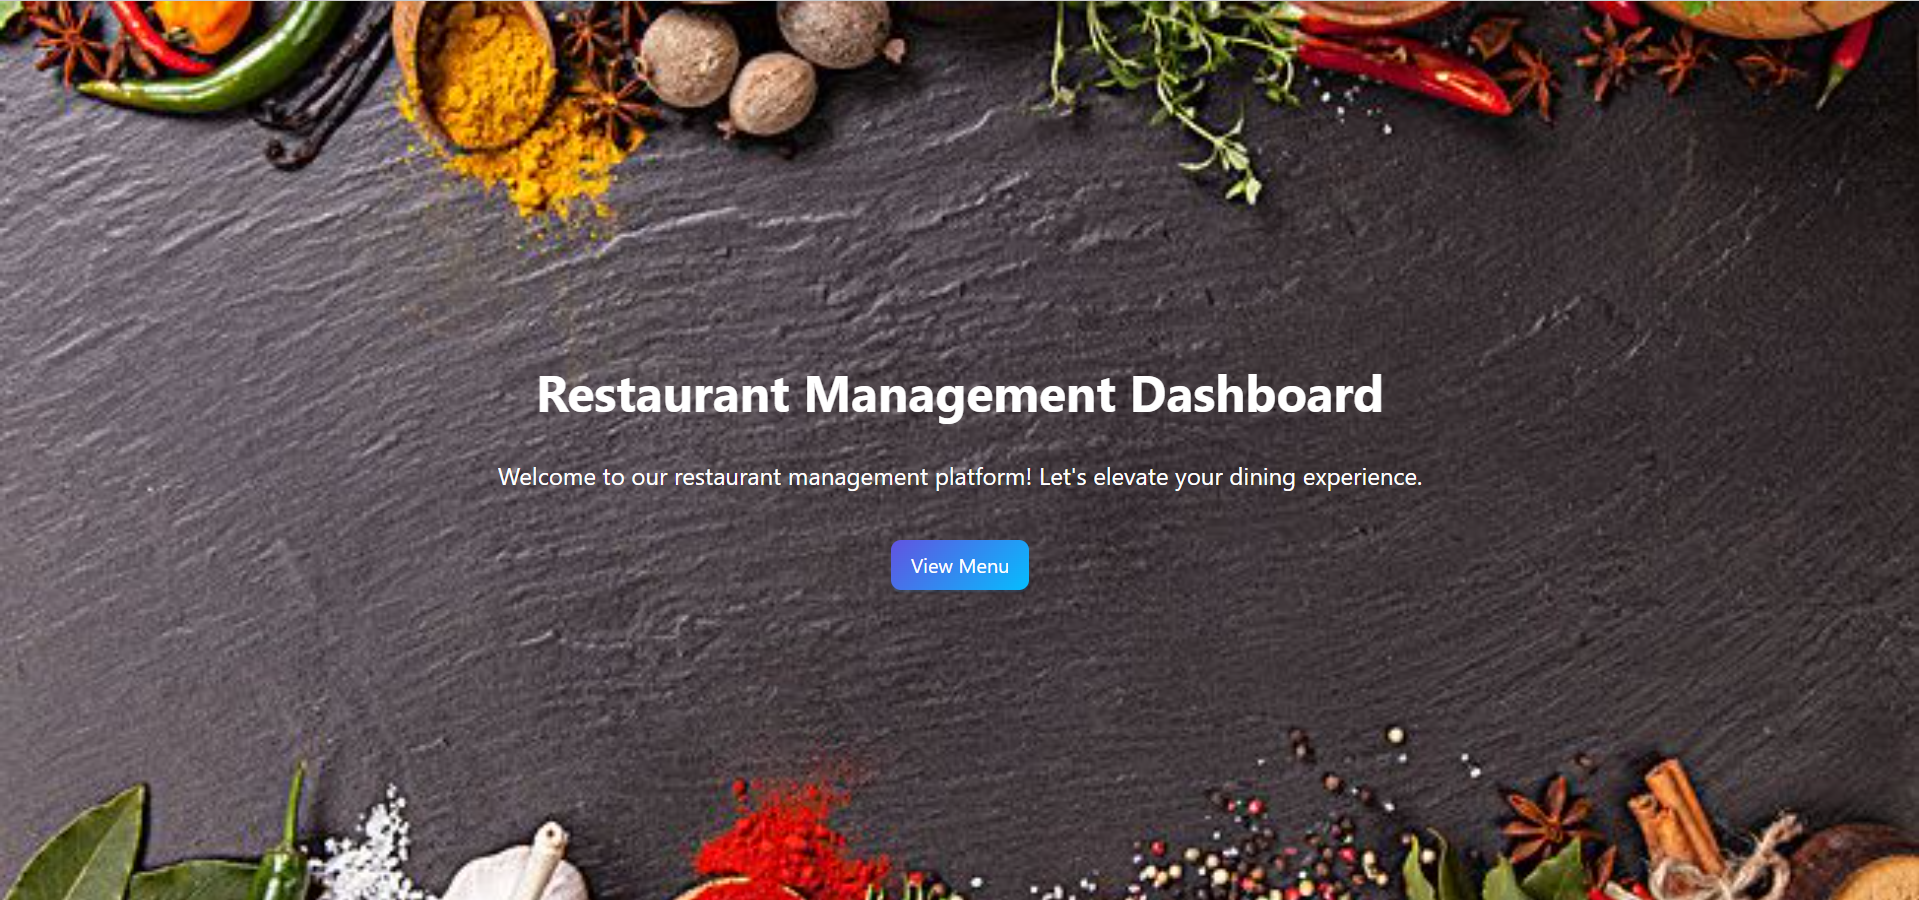 Restaurant Management Dashboard
Welcome to our restaurant management platform! Let's elevate your dining experience.
View Menu